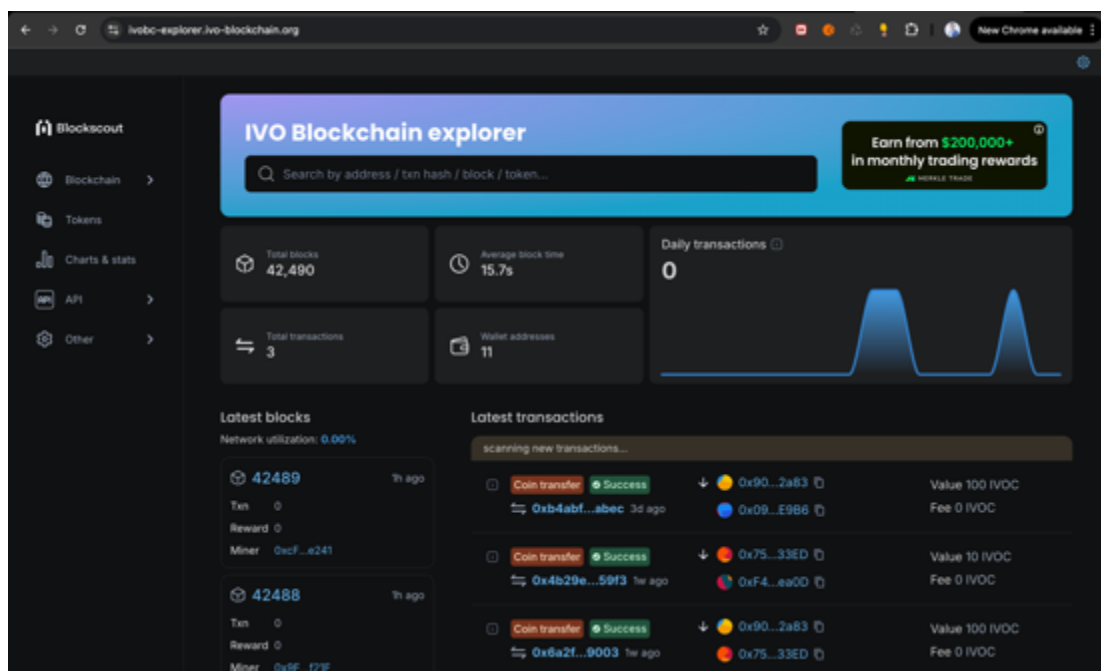 ivobc-explorer.ivo-blockchain.org
New Chrome available
Blockscout
Blockchain
Tokens
Charts & stats
API
API
Other
IVO Blockchain explorer
Search by address / txn hash / block / token...
Earn from $200,000+
in monthly trading rewards
MERKLE TRADE
Total blocks
42,490
Average block time
15.7s
Total transactions
3
Wallet addresses
11
Daily transactions
0
Latest blocks
Network utilization: 0.00%
42489 1h ago
Txn 0
Reward 0
Miner 0xcF...e241
42488 1h ago
Txn 0
Reward 0
Miner 0x9F...f21F
Latest transactions
scanning new transactions...
Coin transfer Success 0x90...2a83 Value 100 IVOC
0xb4abf...abec 3d ago 0x09...E9B6 Fee 0 IVOC
Coin transfer Success 0x75...33ED Value 10 IVOC
0x4b29e...59f3 1w ago 0xF4...ea0D Fee 0 IVOC
Coin transfer Success 0x90...2a83 Value 100 IVOC
0x6a2f...9003 1w ago 0x75...33ED Fee 0 IVOC